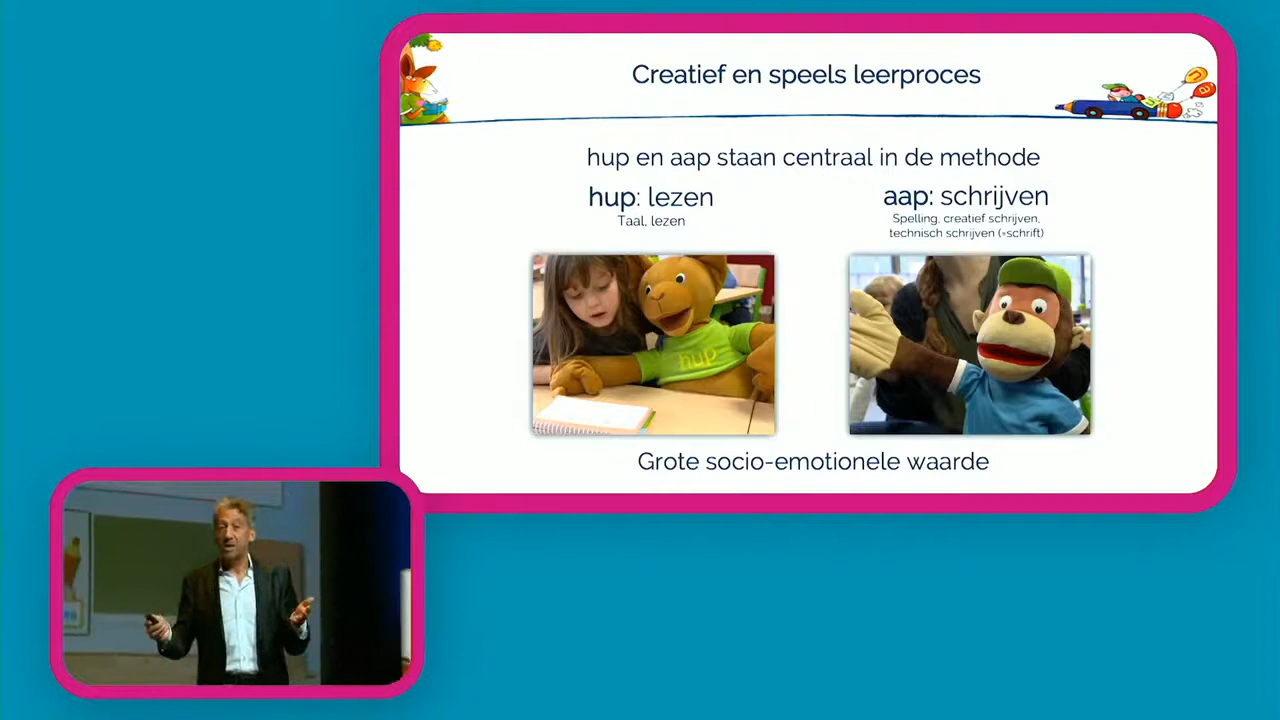 Creatief en speels leerproces
hup en aap staan centraal in de methode
hup: lezen
Taal, lezen
aap: schrijven
Spelling, creatief schrijven,
technisch schrijven (=schrift)
hup
Grote socio-emotionele waarde